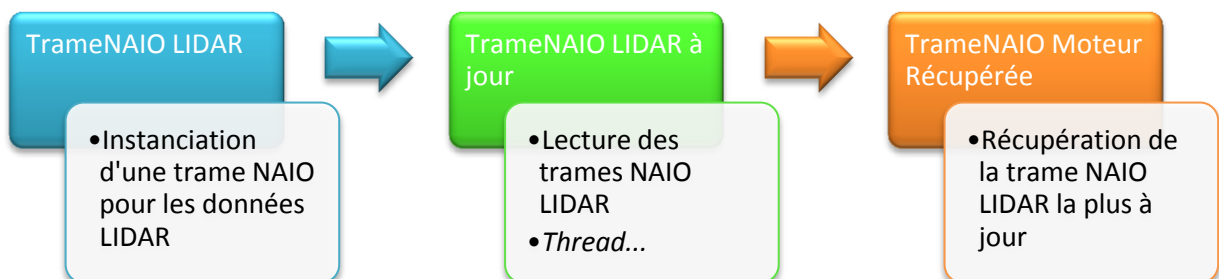 TrameNAIO LIDAR
•Instanciation
d'une trame NAIO
pour les données
LIDAR
TrameNAIO LIDAR à
jour
•Lecture des
trames NAIO
LIDAR
•Thread...
TrameNAIO Moteur
Récupérée
•Récupération de
la trame NAIO
LIDAR la plus à
jour